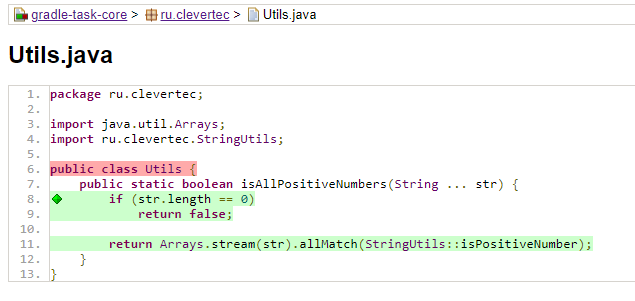 gradle-task-core > ru.clevertec > Utils.java
Utils.java
1. package ru.clevertec;
2.
3. import java.util.Arrays;
4. import ru.clevertec.StringUtils;
5.
6. public class Utils {
7.     public static boolean isAllPositiveNumbers(String ... str) {
8.         if (str.length == 0)
9.             return false;
10.
11.         return Arrays.stream(str).allMatch(StringUtils::isPositiveNumber);
12.     }
13. }